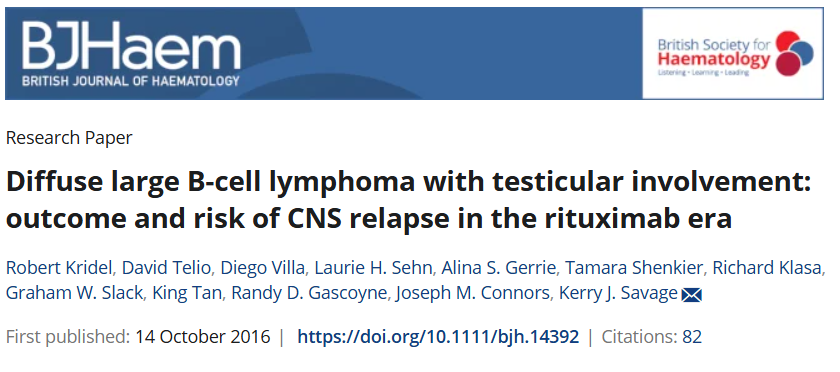 BJHaem
BRITISH JOURNAL OF HAEMATOLOGY
British Society for
Haematology
Listening • Learning • Leading
Research Paper
Diffuse large B-cell lymphoma with testicular involvement:
outcome and risk of CNS relapse in the rituximab era
Robert Kridel, David Telio, Diego Villa, Laurie H. Sehn, Alina S. Gerrie, Tamara Shenkier, Richard Klasa,
Graham W. Slack, King Tan, Randy D. Gascoyne, Joseph M. Connors, Kerry J. Savage
First published: 14 October 2016 | https://doi.org/10.1111/bjh.14392 | Citations: 82